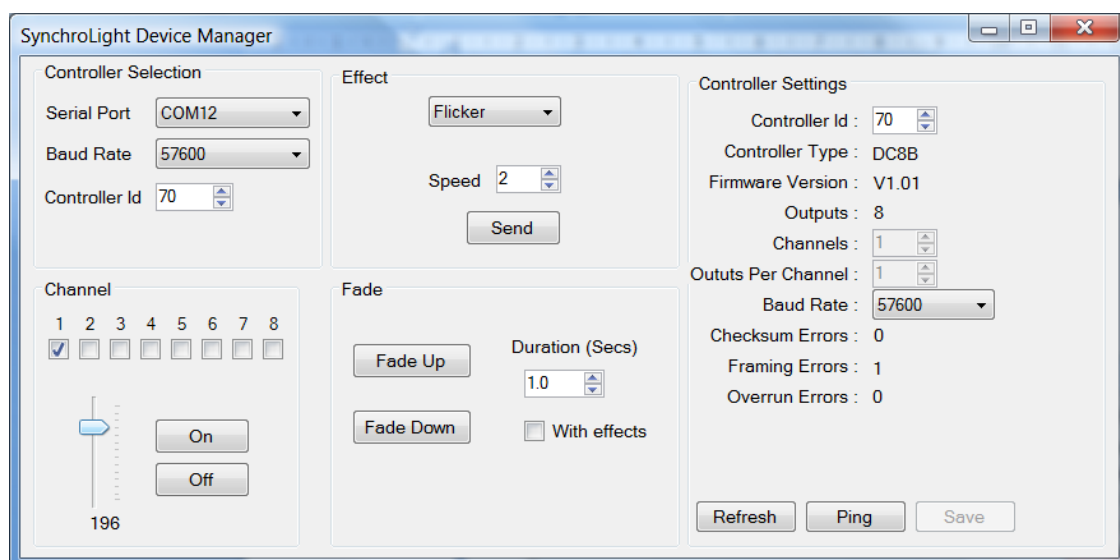 SynchroLight Device Manager
Controller Selection
Serial Port COM12
Baud Rate 57600
Controller Id 70
Effect
Flicker
Speed 2
Send
Channel
1 2 3 4 5 6 7 8
On
Off
196
Fade
Fade Up
Fade Down
Duration (Secs)
1.0
With effects
Controller Settings
Controller Id : 70
Controller Type : DC8B
Firmware Version : V1.01
Outputs : 8
Channels : 1
Oututs Per Channel : 1
Baud Rate : 57600
Checksum Errors : 0
Framing Errors : 1
Overrun Errors : 0
Refresh Ping Save